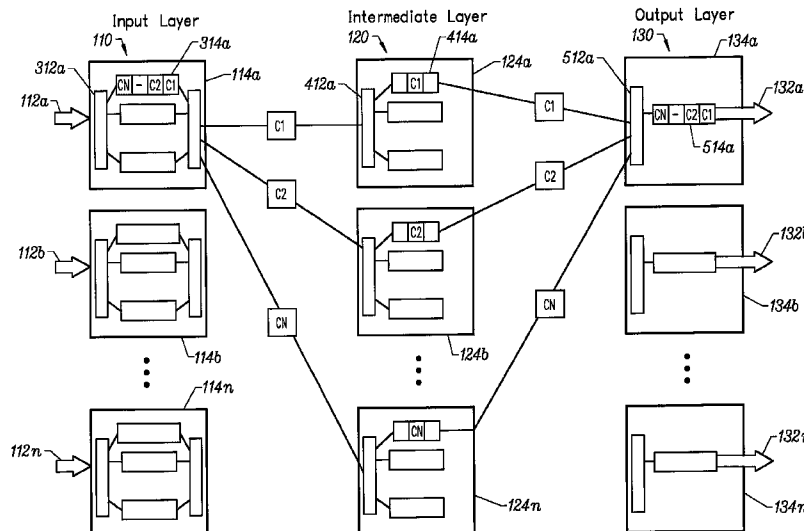 Input Layer
Intermediate Layer
Output Layer
110
314a
120
414a
130
134a
312a
114a
412a
124a
512a
132a
112a
CN – C2 C1
C1
C1
C1
CN – C2 C1
514a
C2
C2
112b
C2
132b
CN
CN
114b
124b
134b
114n
CN
112n
132n
124n
134n